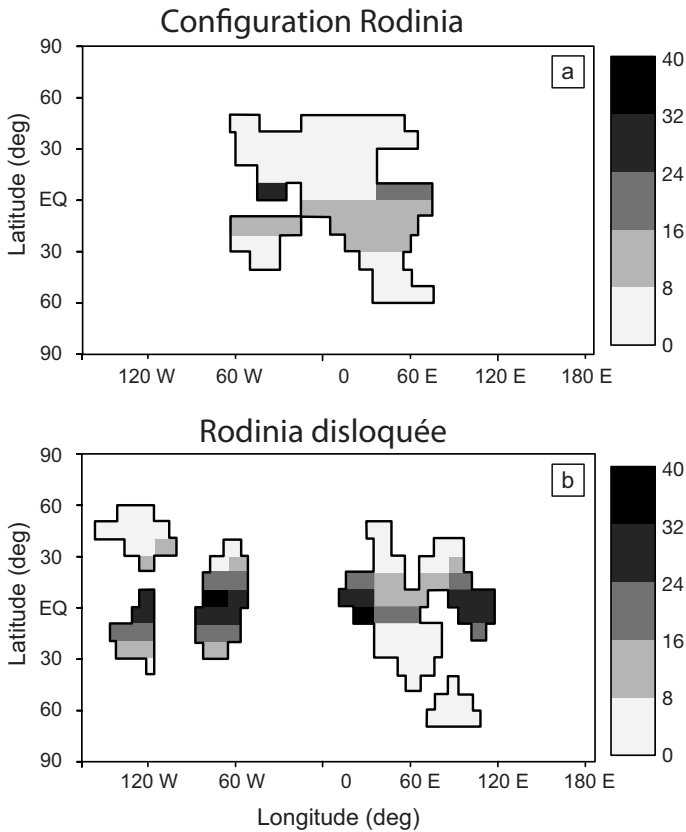 Configuration Rodinia
a
90
60
30
EQ
30
60
90
Latitude (deg)
120 W
60 W
0
60 E
120 E
180 E
40
32
24
16
8
0
Rodinia disloquée
b
90
60
30
EQ
30
60
90
Latitude (deg)
120 W
60 W
0
60 E
120 E
180 E
Longitude (deg)
40
32
24
16
8
0